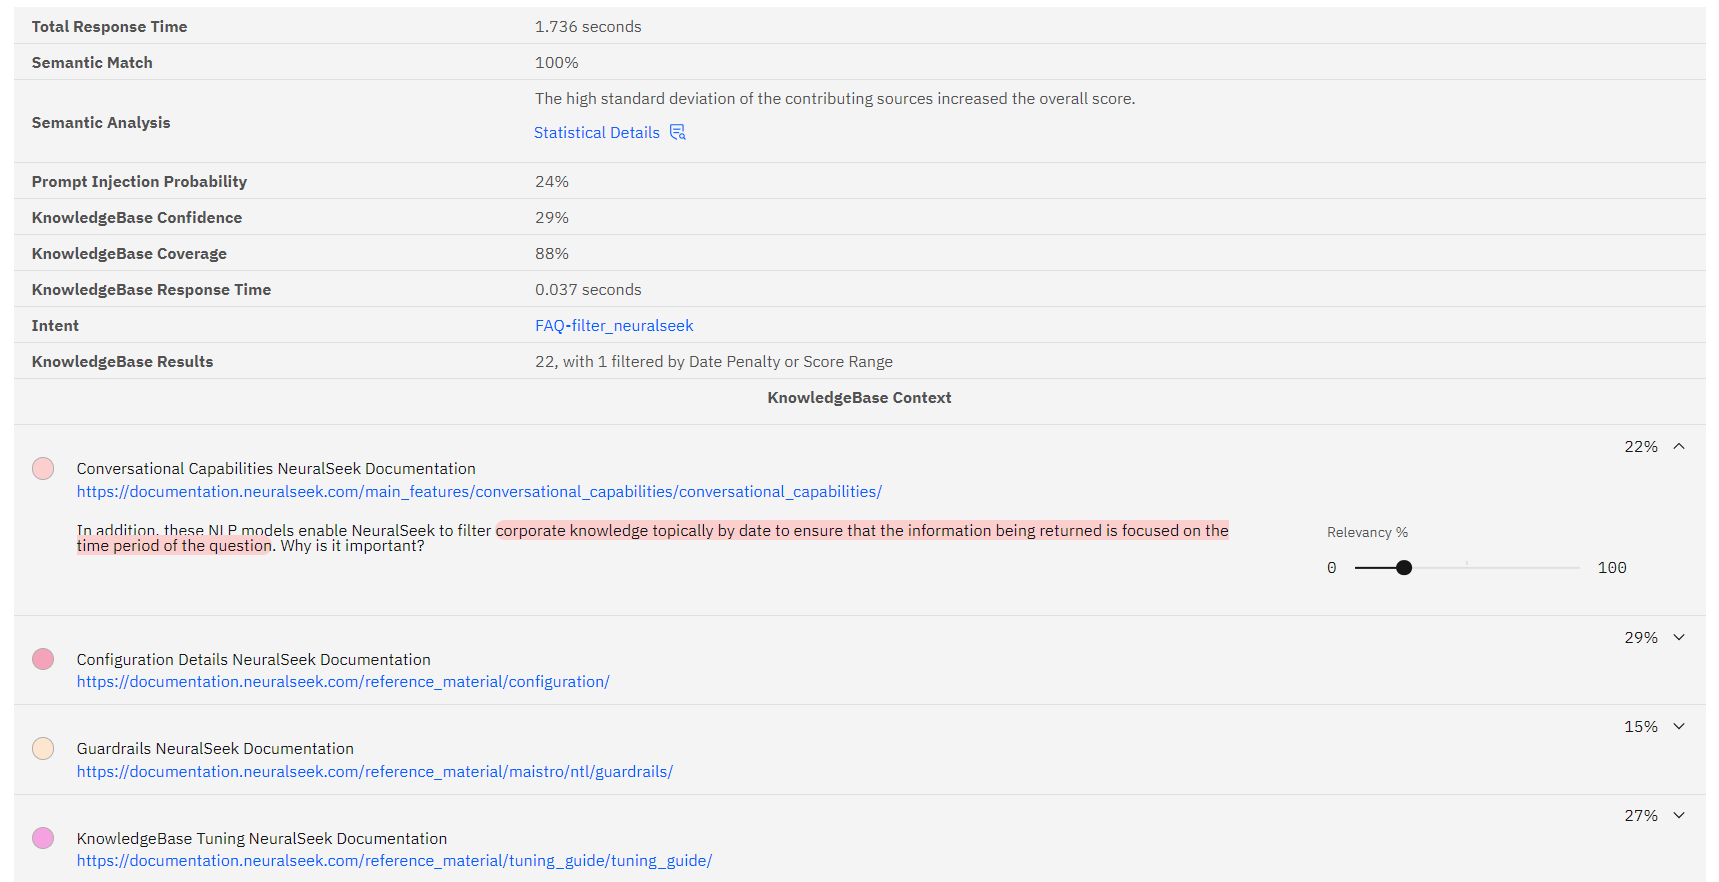 Total Response Time 1.736 seconds
Semantic Match 100%
The high standard deviation of the contributing sources increased the overall score.
Semantic Analysis
Statistical Details
Prompt Injection Probability 24%
KnowledgeBase Confidence 29%
KnowledgeBase Coverage 88%
KnowledgeBase Response Time 0.037 seconds
Intent FAQ-filter_neuralseek
KnowledgeBase Results 22, with 1 filtered by Date Penalty or Score Range
KnowledgeBase Context
22%
Conversational Capabilities NeuralSeek Documentation
https://documentation.neuralseek.com/main_features/conversational_capabilities/conversational_capabilities/
In addition, these NLP models enable NeuralSeek to filter corporate knowledge topically by date to ensure that the information being returned is focused on the
time period of the question. Why is it important?
Relevancy %
0 100
29%
Configuration Details NeuralSeek Documentation
https://documentation.neuralseek.com/reference_material/configuration/
15%
Guardrails NeuralSeek Documentation
https://documentation.neuralseek.com/reference_material/maistro/ntl/guardrails/
27%
KnowledgeBase Tuning NeuralSeek Documentation
https://documentation.neuralseek.com/reference_material/tuning_guide/tuning_guide/